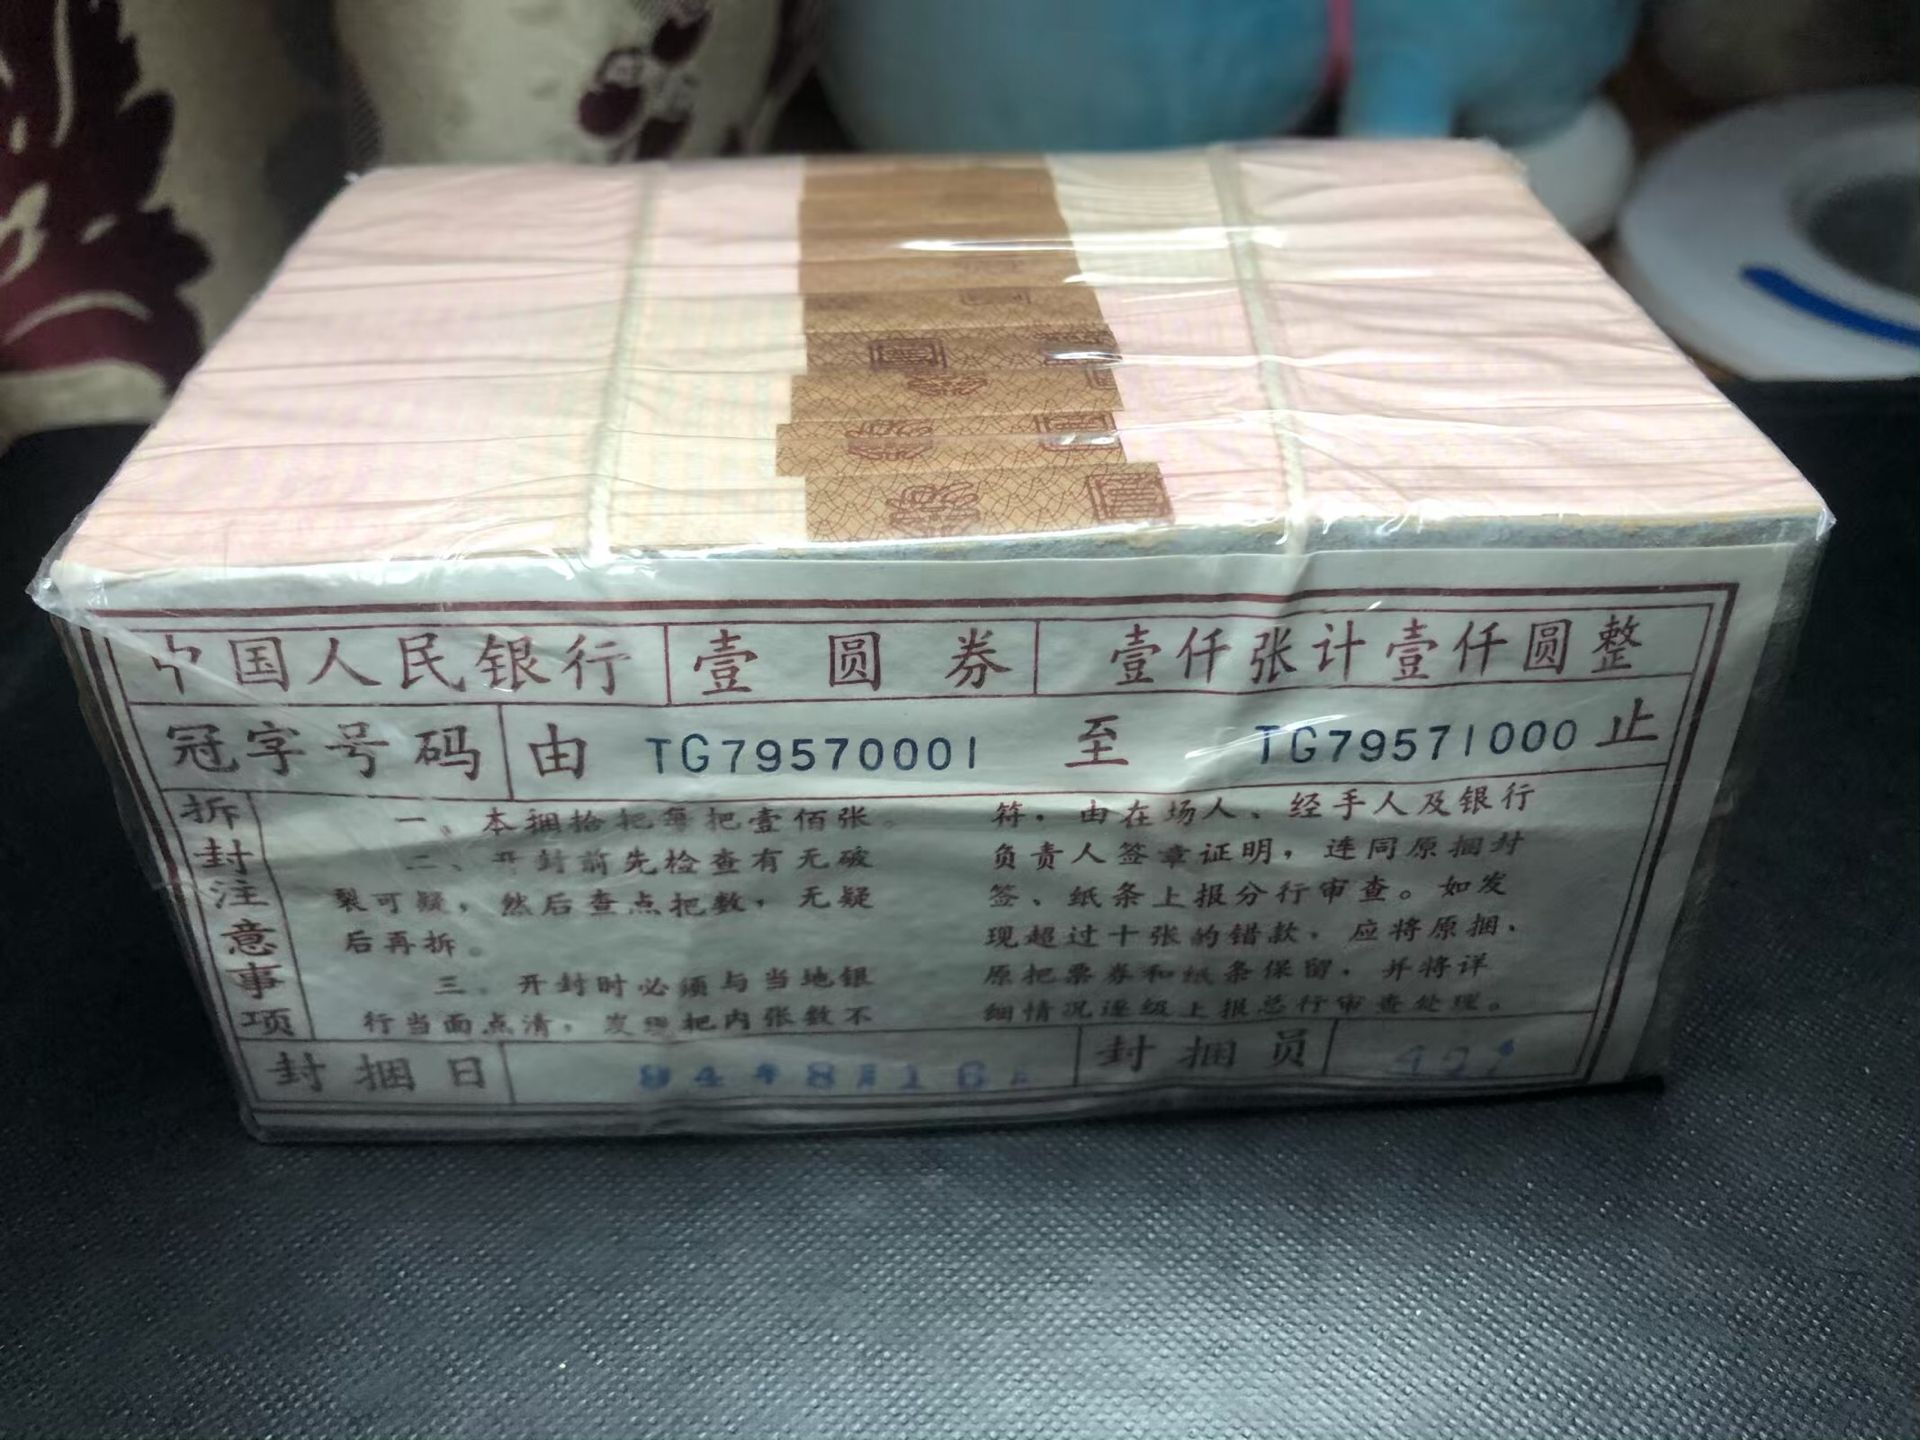 中国人民银行 壹圆券 壹仟张计壹仟圆整
冠字号码 由 TG79570001 至 TG79571000 止
拆封注意事项
一、本捆拾把每把壹佰张。
二、开封前先检查有无破
裂可疑，然后查点把数，无疑
后再拆。
三、开封时必须与当地银
行当面点清，发现把内张数不
符，由在场人、经手人及银行
负责人签章证明，连同原捆封
签、纸条上报分行审查。如发
现超过十张的错款，应将原捆、
原把票券和纸条保留，并将详
细情况逐级上报总行审查处理。
封捆日
封捆员